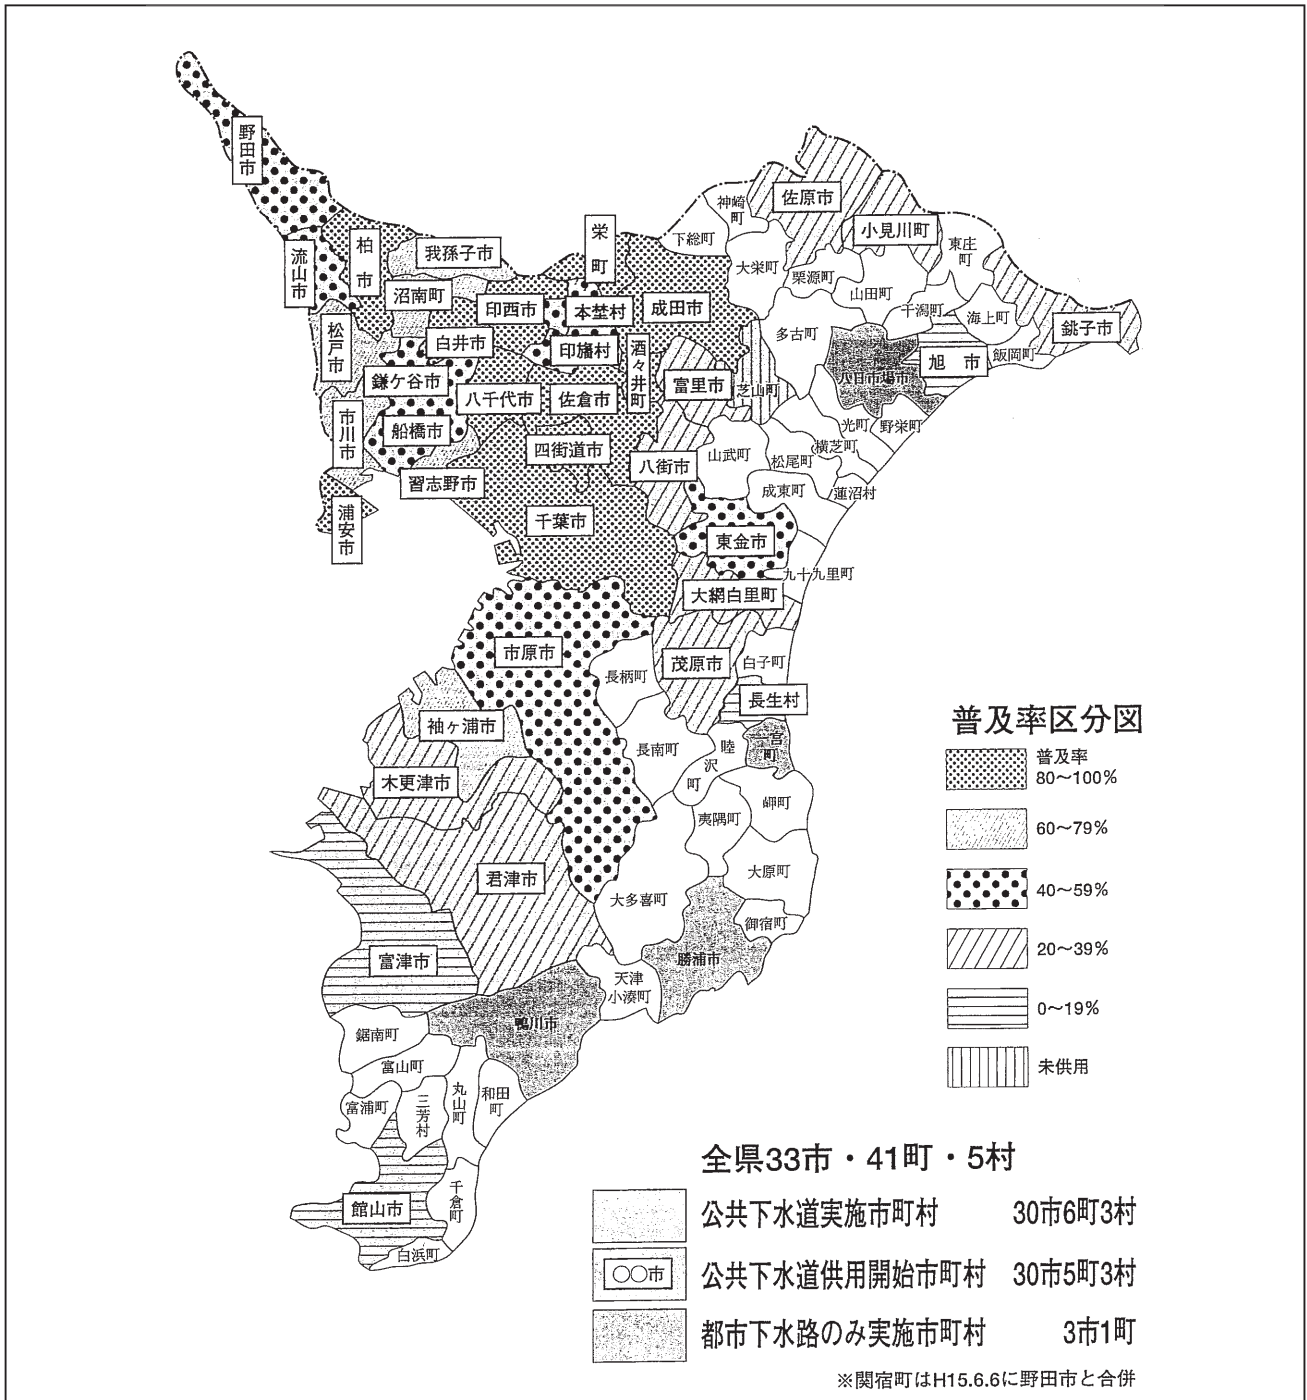 野田市
流山市
柏市
我孫子市
沼南町
松戸市
白井市
鎌ケ谷市
市川市
船橋市
習志野市
浦安市
栄町
印西市
本埜村
成田市
印旛村
酒々井町
八千代市
佐倉市
富里市
四街道市
八街市
千葉市
神崎町
佐原市
小見川町
東庄町
下総町
大栄町
栗源町
山田町
干潟町
海上町
銚子市
多古町
飯岡町
旭市
八日市場市
芝山町
光町
野栄町
横芝町
山武町
松尾町
成東町
蓮沼村
東金市
九十九里町
大網白里町
市原市
長柄町
茂原市
白子町
長生村
一宮町
長南町
睦沢町
袖ヶ浦市
木更津市
岬町
夷隅町
君津市
大多喜町
大原町
御宿町
勝浦市
富津市
天津小湊町
鴨川市
鋸南町
富山町
富浦町
三芳村
丸山町
和田町
館山市
千倉町
白浜町
普及率区分図
普及率
80～100%
60～79%
40～59%
20～39%
0～19%
未供用
全県33市・41町・5村
公共下水道実施市町村 30市6町3村
○○市 公共下水道供用開始市町村 30市5町3村
都市下水路のみ実施市町村 3市1町
※関宿町はH15.6.6に野田市と合併